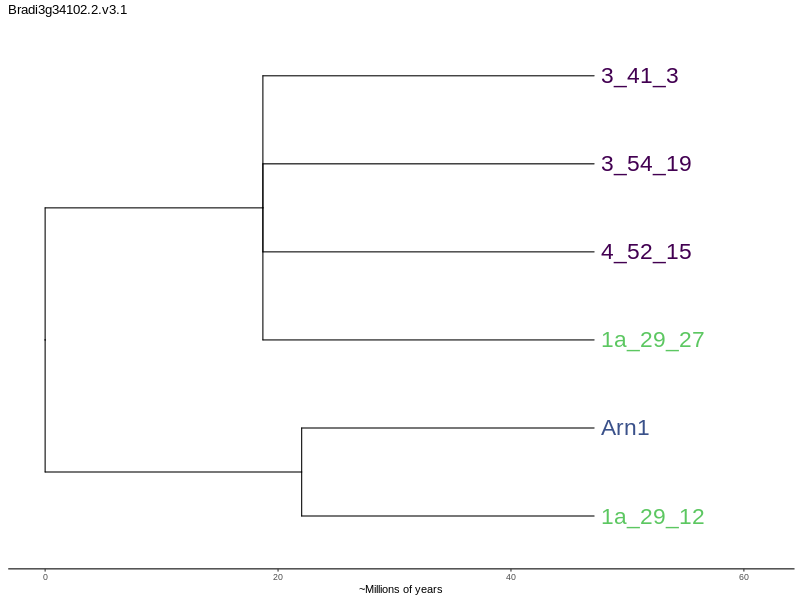 Bradi3g34102.2.v3.1
3_41_3
3_54_19
4_52_15
1a_29_27
Arn1
1a_29_12
0 20 40 60
~Millions of years